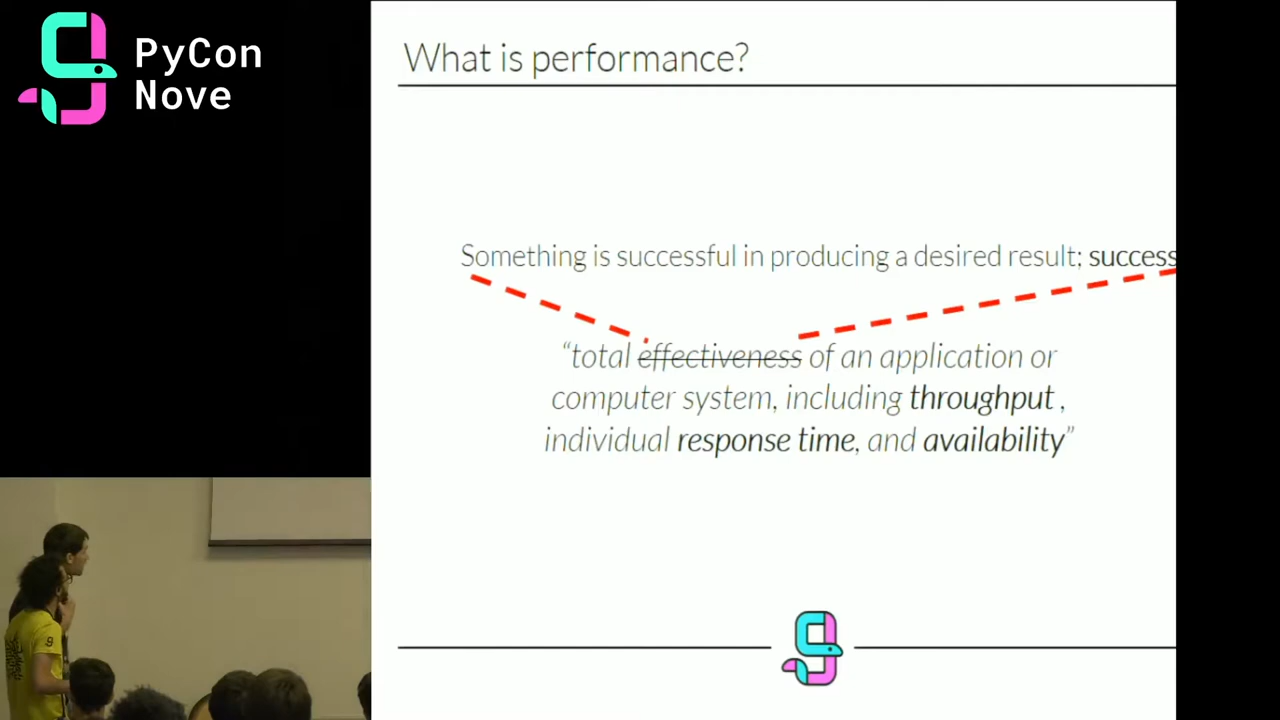 PyCon
Nove
What is performance?
Something is successful in producing a desired result; success
“total effectiveness of an application or
computer system, including throughput ,
individual response time, and availability”
9